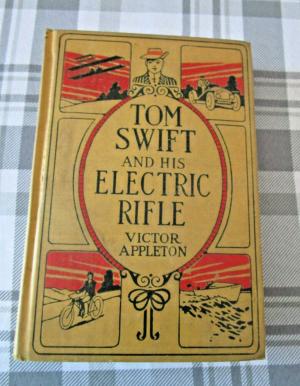 TOM
SWIFT
AND HIS
ELECTRIC
RIFLE
VICTOR
APPLETON